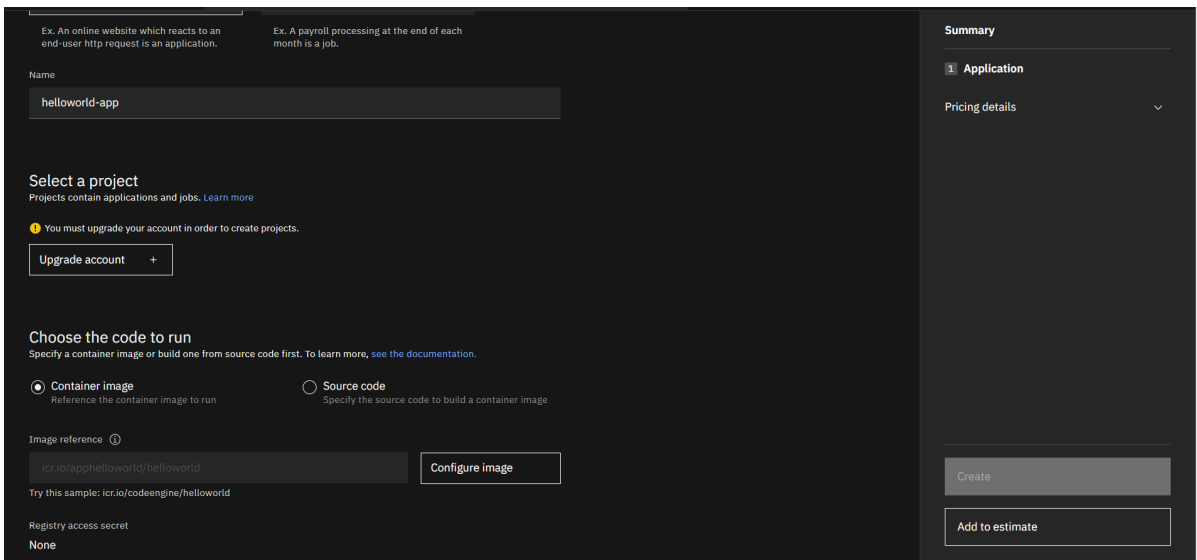 Ex. An online website which reacts to an
end-user http request is an application.
Ex. A payroll processing at the end of each
month is a job.
Name
helloworld-app
Select a project
Projects contain applications and jobs. Learn more
You must upgrade your account in order to create projects.
Upgrade account +
Choose the code to run
Specify a container image or build one from source code first. To learn more, see the documentation.
Container image
Reference the container image to run
Source code
Specify the source code to build a container image
Image reference
icr.io/apphelloworld/helloworld
Configure image
Try this sample: icr.io/codeengine/helloworld
Registry access secret
None
Summary
1 Application
Pricing details
Create
Add to estimate